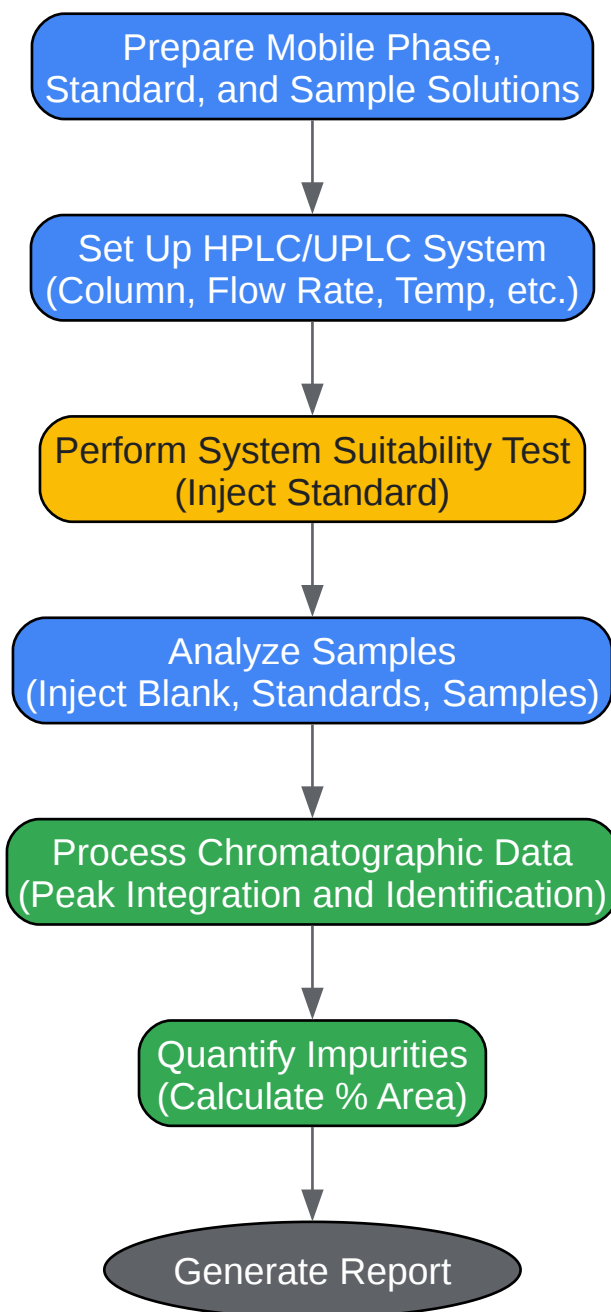 Prepare Mobile Phase,
Standard, and Sample Solutions
Set Up HPLC/UPLC System
(Column, Flow Rate, Temp, etc.)
Perform System Suitability Test
(Inject Standard)
Analyze Samples
(Inject Blank, Standards, Samples)
Process Chromatographic Data
(Peak Integration and Identification)
Quantify Impurities
(Calculate % Area)
Generate Report